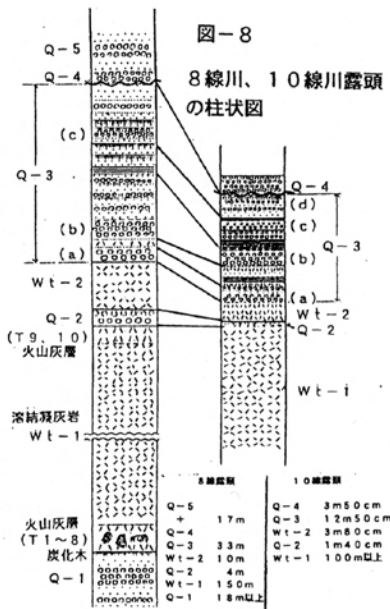 図-8
8線川、10線川露頭
の柱状図
Q-5
Q-4
(c)
Q-3
(b)
(a)
Wt-2
Q-2
(T9、10)
火山灰層
溶結凝灰岩
Wt-1
火山灰層
(T1~8)
炭化木
Q-1
Q-4
(d)
(c)
Q-3
(b)
(a)
Wt-2
Q-2
Wt-1
8線露頭
Q-5
+ 17m
Q-4
Q-3 33m
Wt-2 10m
Q-2 4m
Wt-1 150m
Q-1 18m以上
10線露頭
Q-4 3m50cm
Q-3 12m50cm
Wt-2 3m80cm
Q-2 1m40cm
Wt-1 100m以上